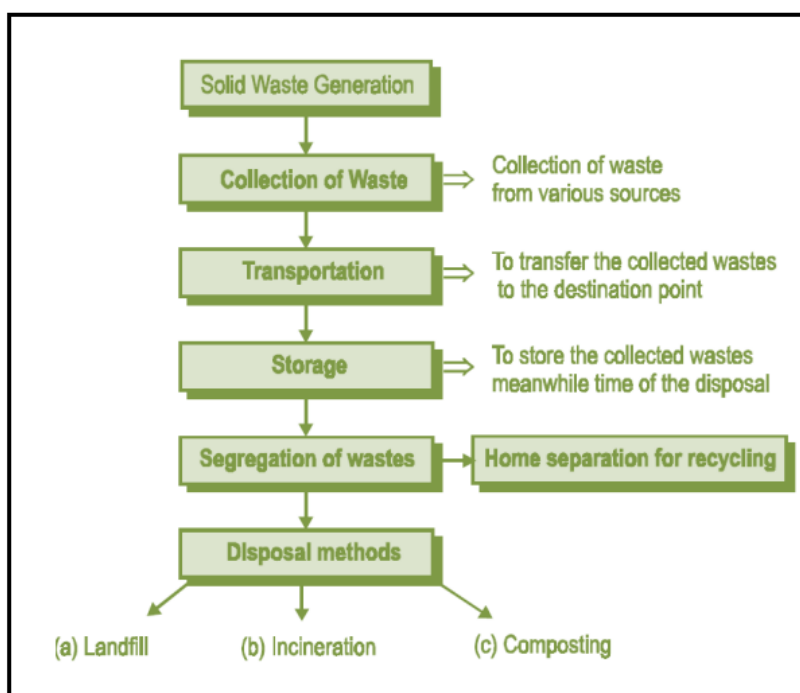 Solid Waste Generation
Collection of Waste
Collection of waste
from various sources
Transportation
To transfer the collected wastes
to the destination point
Storage
To store the collected wastes
meanwhile time of the disposal
Segregation of wastes
Home separation for recycling
Disposal methods
(a) Landfill
(b) Incineration
(c) Composting